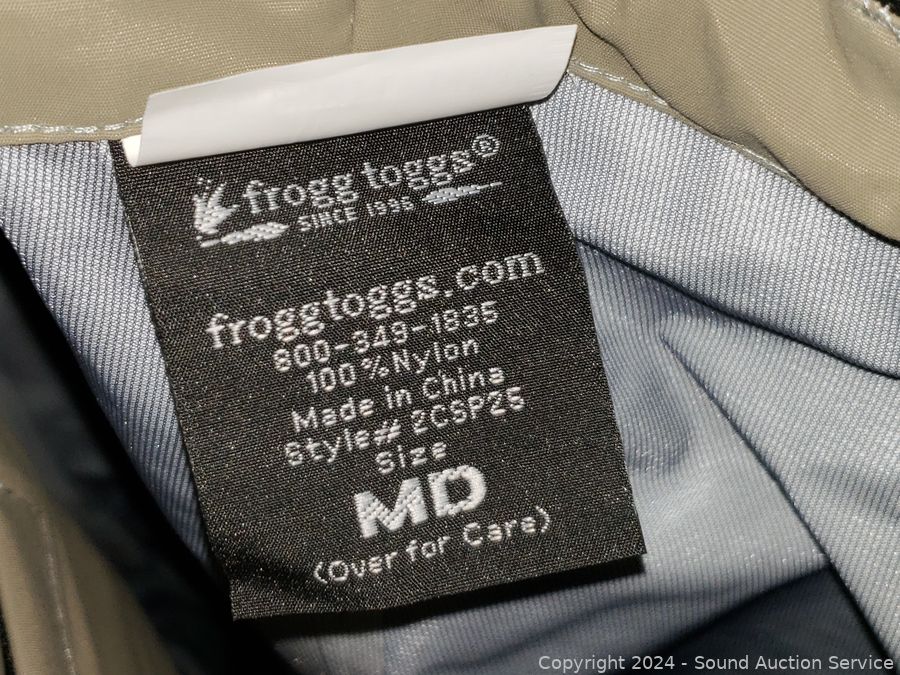 frogg toggs®
SINCE 1996
froggtoggs.com
800-349-1835
100%Nylon
Made in China
Style# 2CSP25
Size
MD
(Over for Care)
Copyright 2024 - Sound Auction Service